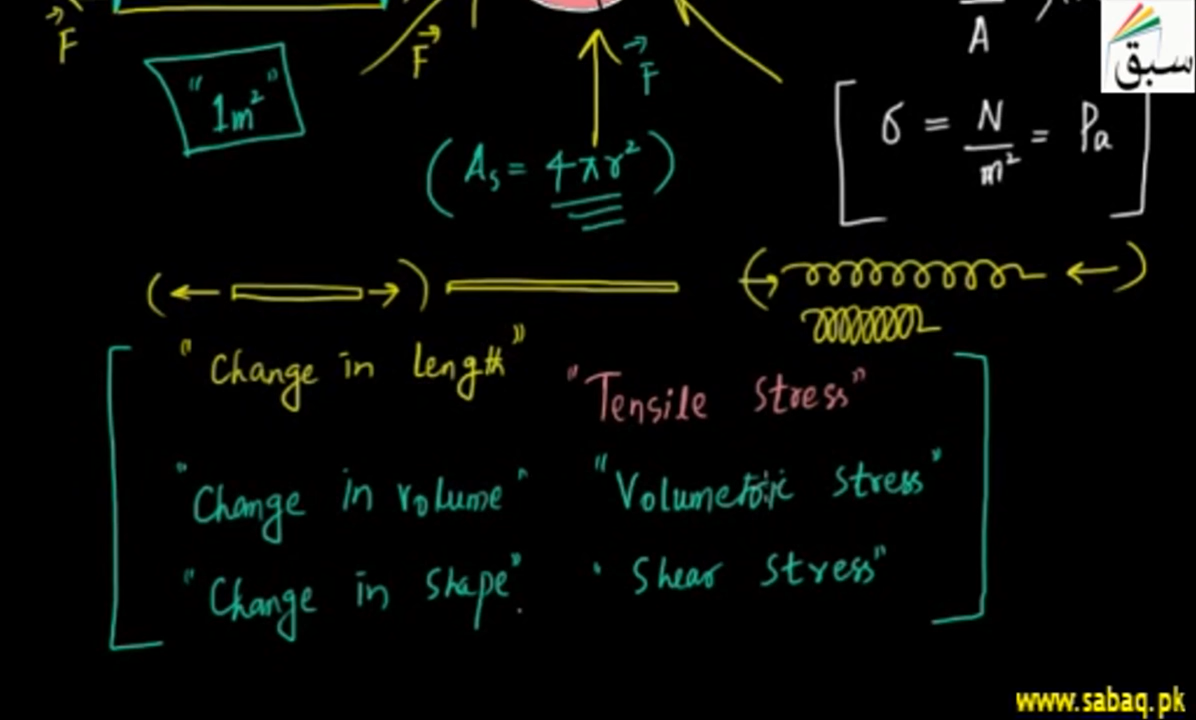 F
"1m²"
F
F
A
سبق
(As = 4πr²)
[σ = N/m² = Pa]
"Change in length" "Tensile stress"
"Change in volume" "Volumetric stress"
"Change in shape". " Shear stress"
www.sabaq.pk